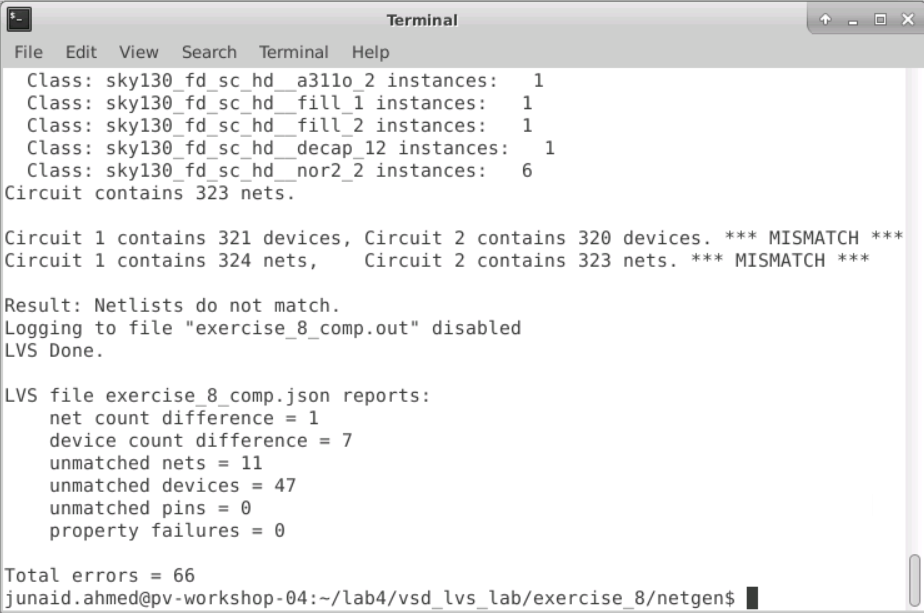 Terminal
File Edit View Search Terminal Help
  Class: sky130_fd_sc_hd__a311o_2 instances:   1
  Class: sky130_fd_sc_hd__fill_1 instances:   1
  Class: sky130_fd_sc_hd__fill_2 instances:   1
  Class: sky130_fd_sc_hd__decap_12 instances:   1
  Class: sky130_fd_sc_hd__nor2_2 instances:   6
Circuit contains 323 nets.

Circuit 1 contains 321 devices, Circuit 2 contains 320 devices. *** MISMATCH ***
Circuit 1 contains 324 nets,    Circuit 2 contains 323 nets. *** MISMATCH ***

Result: Netlists do not match.
Logging to file "exercise_8_comp.out" disabled
LVS Done.

LVS file exercise_8_comp.json reports:
    net count difference = 1
    device count difference = 7
    unmatched nets = 11
    unmatched devices = 47
    unmatched pins = 0
    property failures = 0

Total errors = 66
junaid.ahmed@pv-workshop-04:~/lab4/vsd_lvs_lab/exercise_8/netgen$